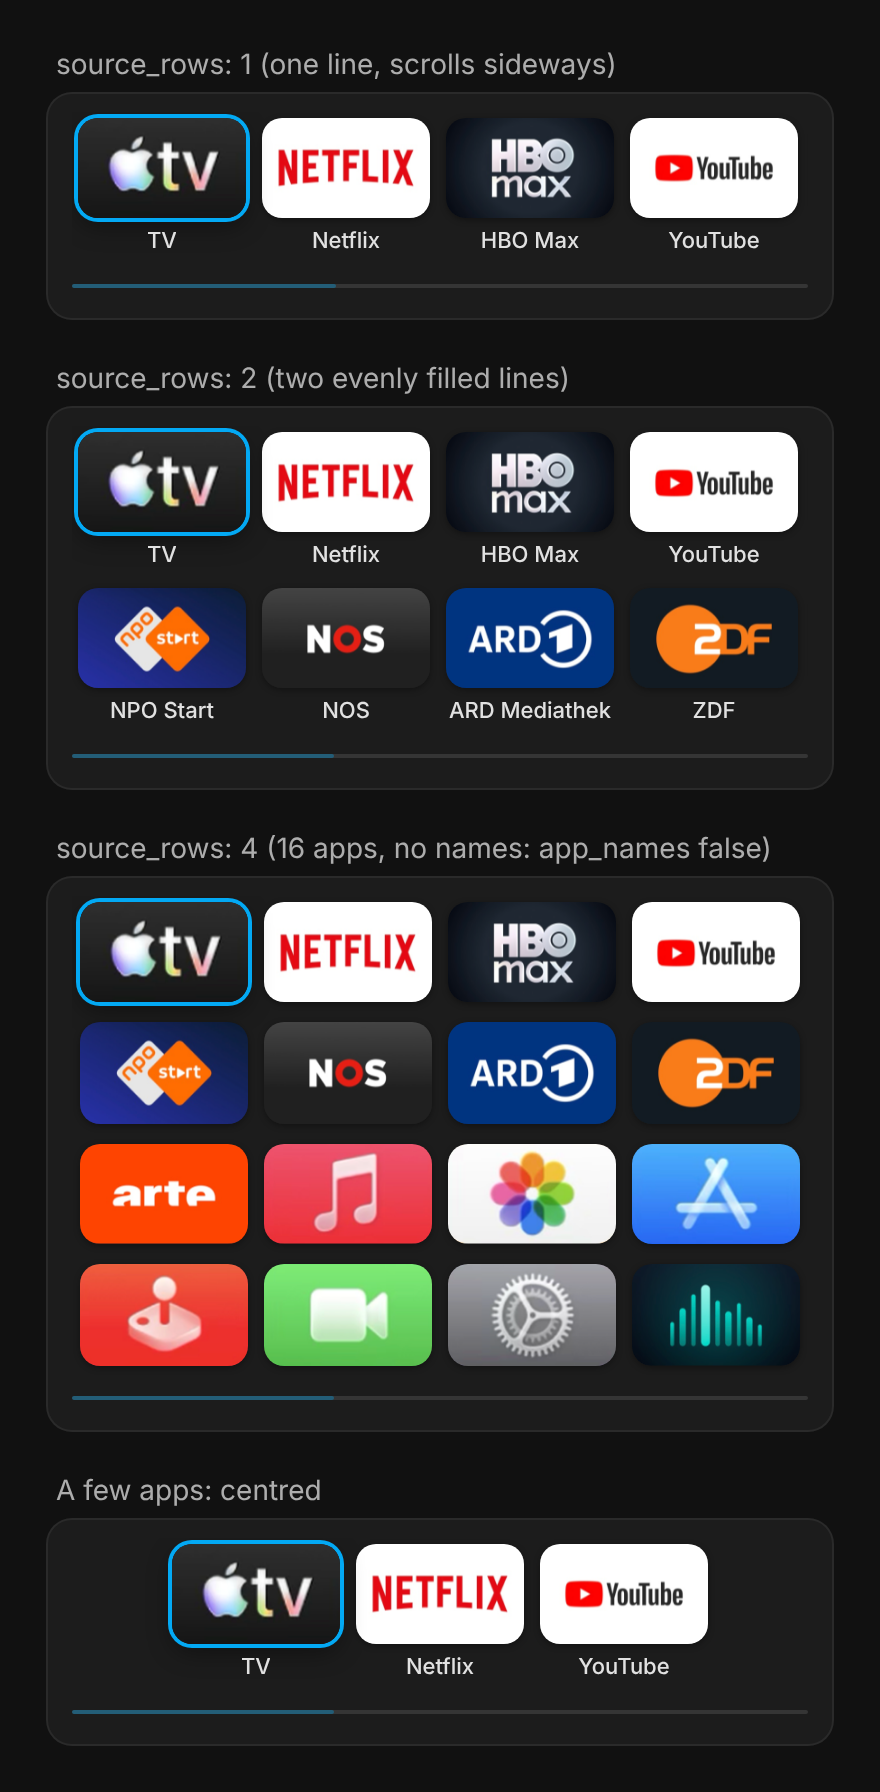 source_rows: 1 (one line, scrolls sideways)
tv NETFLIX HBO max YouTube
TV Netflix HBO Max YouTube
source_rows: 2 (two evenly filled lines)
tv NETFLIX HBO max YouTube
TV Netflix HBO Max YouTube
npo start NOS ARD 1 2DF
NPO Start NOS ARD Mediathek ZDF
source_rows: 4 (16 apps, no names: app_names false)
tv NETFLIX HBO max YouTube
npo start NOS ARD 1 2DF
arte
A few apps: centred
tv NETFLIX YouTube
TV Netflix YouTube